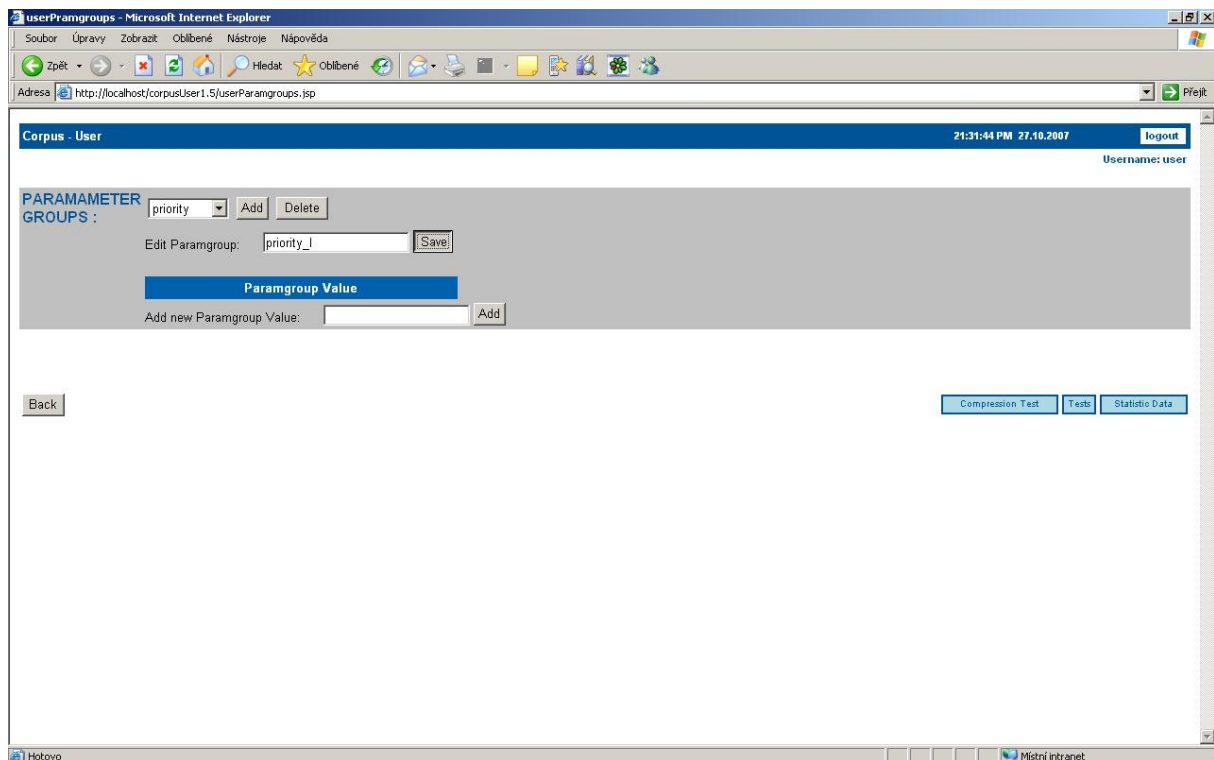 userPramgroups - Microsoft Internet Explorer
Soubor Úpravy Zobrazit Oblíbené Nástroje Nápověda
Zpět Hledat Oblíbené
Adresa http://localhost/corpusUser1.5/userParamgroups.jsp Přejít
Corpus - User 21:31:44 PM 27.10.2007 logout
Username: user
PARAMAMETER
GROUPS :
priority Add Delete
Edit Paramgroup: priority_l Save
Paramgroup Value
Add new Paramgroup Value: Add
Back Compression Test Tests Statistic Data
Hotovo Místní intranet